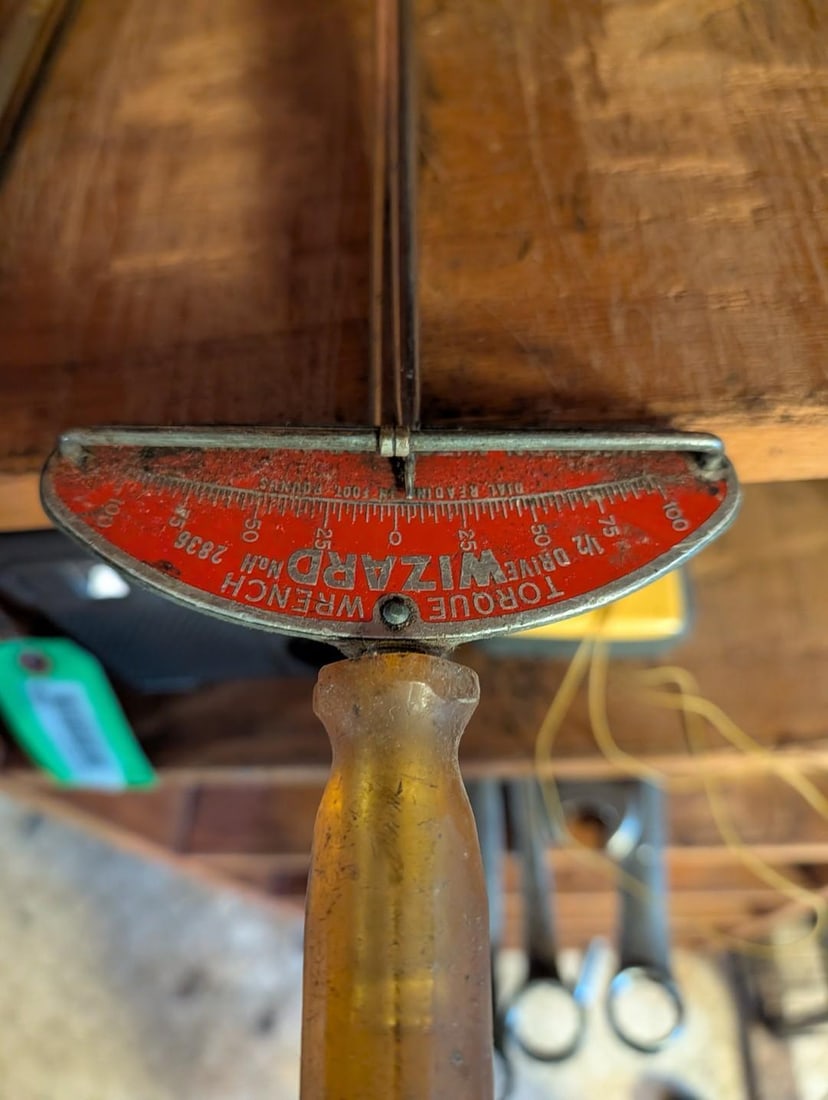 TORQUE WRENCH
1/2 DRIVE WIZARD No.H 2836
100 75 50 25 0 25 50 75 100
DIAL READING FOOT POUNDS